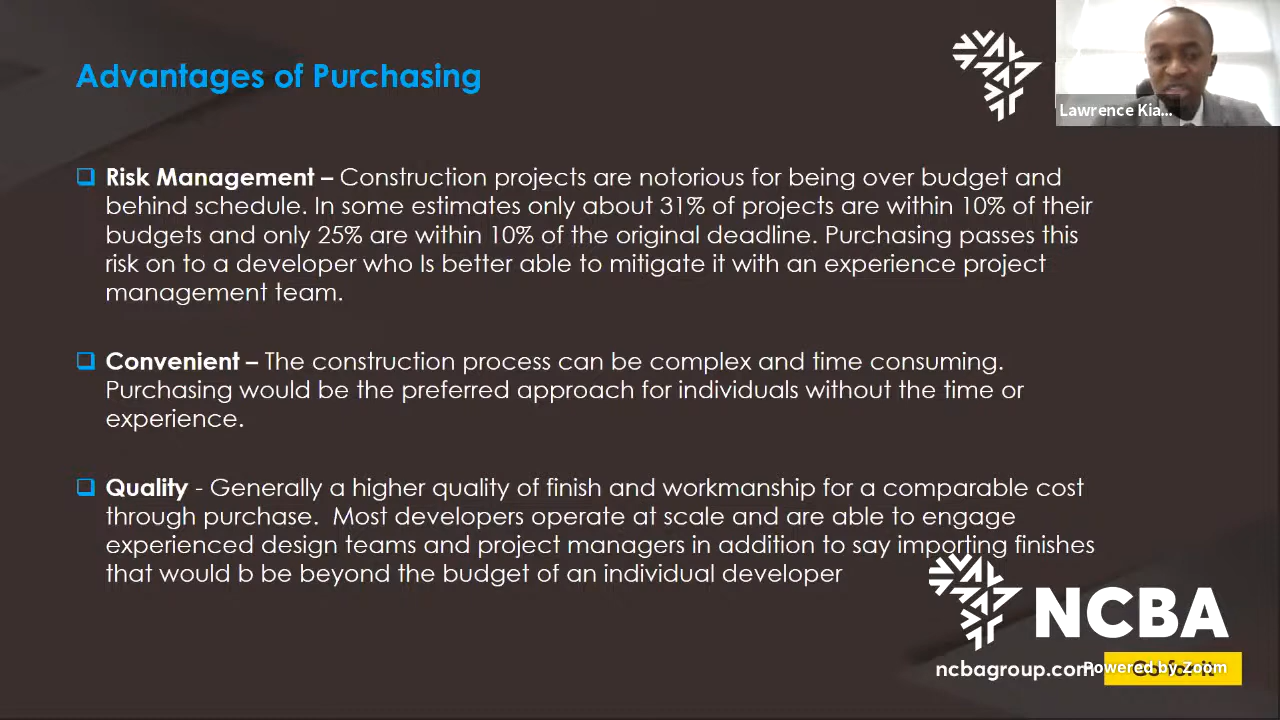 Advantages of Purchasing
Lawrence Kia...
❑ Risk Management – Construction projects are notorious for being over budget and
behind schedule. In some estimates only about 31% of projects are within 10% of their
budgets and only 25% are within 10% of the original deadline. Purchasing passes this
risk on to a developer who Is better able to mitigate it with an experience project
management team.
❑ Convenient – The construction process can be complex and time consuming.
Purchasing would be the preferred approach for individuals without the time or
experience.
❑ Quality - Generally a higher quality of finish and workmanship for a comparable cost
through purchase. Most developers operate at scale and are able to engage
experienced design teams and project managers in addition to say importing finishes
that would b be beyond the budget of an individual developer
NCBA
ncbagroup.com
Go for it
Powered by Zoom